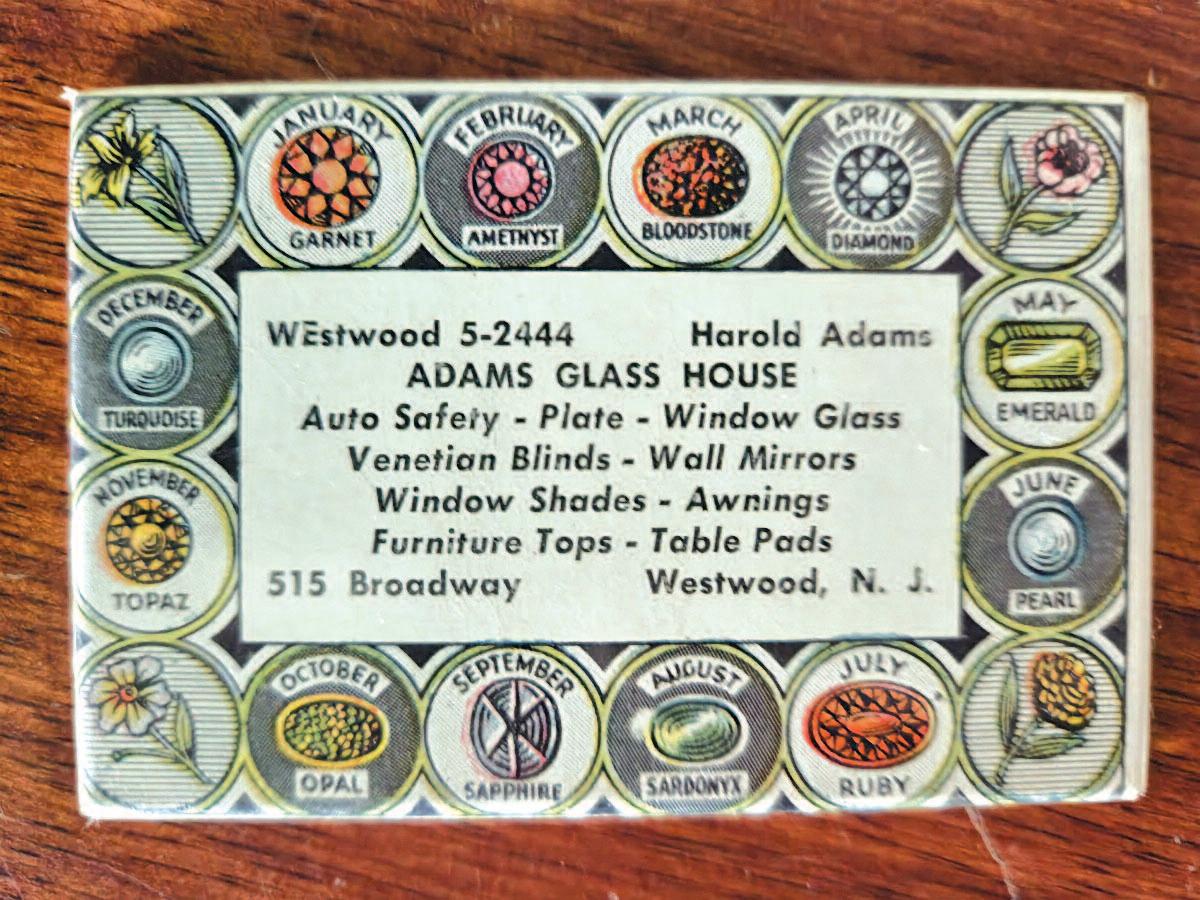 JANUARY
GARNET
FEBRUARY
AMETHYST
MARCH
BLOODSTONE
APRIL
DIAMOND
DECEMBER
TURQUOISE
MAY
EMERALD
WEstwood 5-2444 Harold Adams
ADAMS GLASS HOUSE
Auto Safety - Plate - Window Glass
Venetian Blinds - Wall Mirrors
Window Shades - Awnings
Furniture Tops - Table Pads
515 Broadway Westwood, N. J.
NOVEMBER
TOPAZ
JUNE
PEARL
OCTOBER
OPAL
SEPTEMBER
SAPPHIRE
AUGUST
SARDONYX
JULY
RUBY